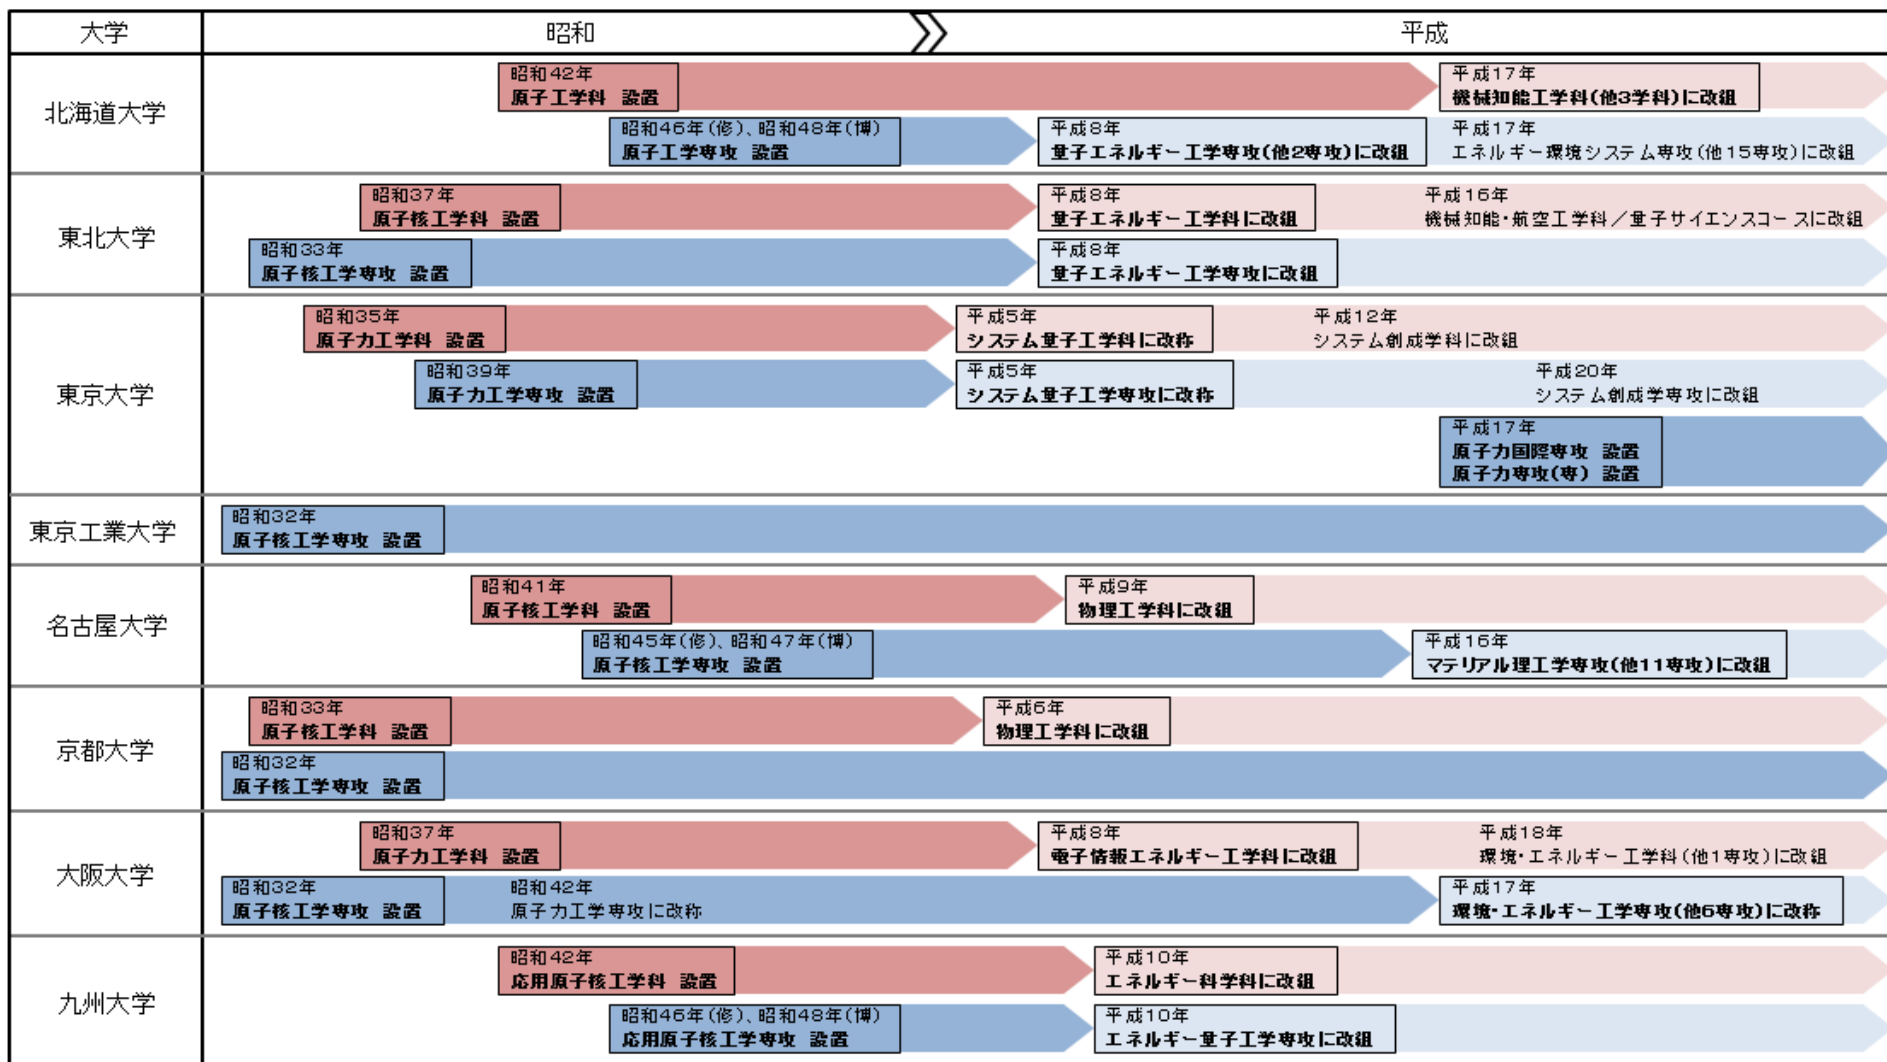 大学
昭和
平成
北海道大学
昭和42年
原子工学科 設置
平成17年
機械知能工学科(他3学科)に改組
昭和46年(修)、昭和48年(博)
原子工学専攻 設置
平成8年
量子エネルギー工学専攻(他2専攻)に改組
平成17年
エネルギー環境システム専攻(他15専攻)に改組
東北大学
昭和37年
原子核工学科 設置
平成8年
量子エネルギー工学科に改組
平成16年
機械知能・航空工学科／量子サイエンスコースに改組
昭和33年
原子核工学専攻 設置
平成8年
量子エネルギー工学専攻に改組
東京大学
昭和35年
原子力工学科 設置
平成5年
システム量子工学科に改称
平成12年
システム創成学科に改組
昭和39年
原子力工学専攻 設置
平成5年
システム量子工学専攻に改称
平成20年
システム創成学専攻に改組
平成17年
原子力国際専攻 設置
原子力専攻(専) 設置
東京工業大学
昭和32年
原子核工学専攻 設置
名古屋大学
昭和41年
原子核工学科 設置
平成9年
物理工学科に改組
昭和45年(修)、昭和47年(博)
原子核工学専攻 設置
平成16年
マテリアル理工学専攻(他11専攻)に改組
京都大学
昭和33年
原子核工学科 設置
平成6年
物理工学科に改組
昭和32年
原子核工学専攻 設置
大阪大学
昭和37年
原子力工学科 設置
平成8年
電子情報エネルギー工学科に改組
平成18年
環境・エネルギー工学科(他1専攻)に改組
昭和32年
原子核工学専攻 設置
昭和42年
原子力工学専攻に改称
平成17年
環境・エネルギー工学専攻(他6専攻)に改称
九州大学
昭和42年
応用原子核工学科 設置
平成10年
エネルギー科学科に改組
昭和46年(修)、昭和48年(博)
応用原子核工学専攻 設置
平成10年
エネルギー量子工学専攻に改組